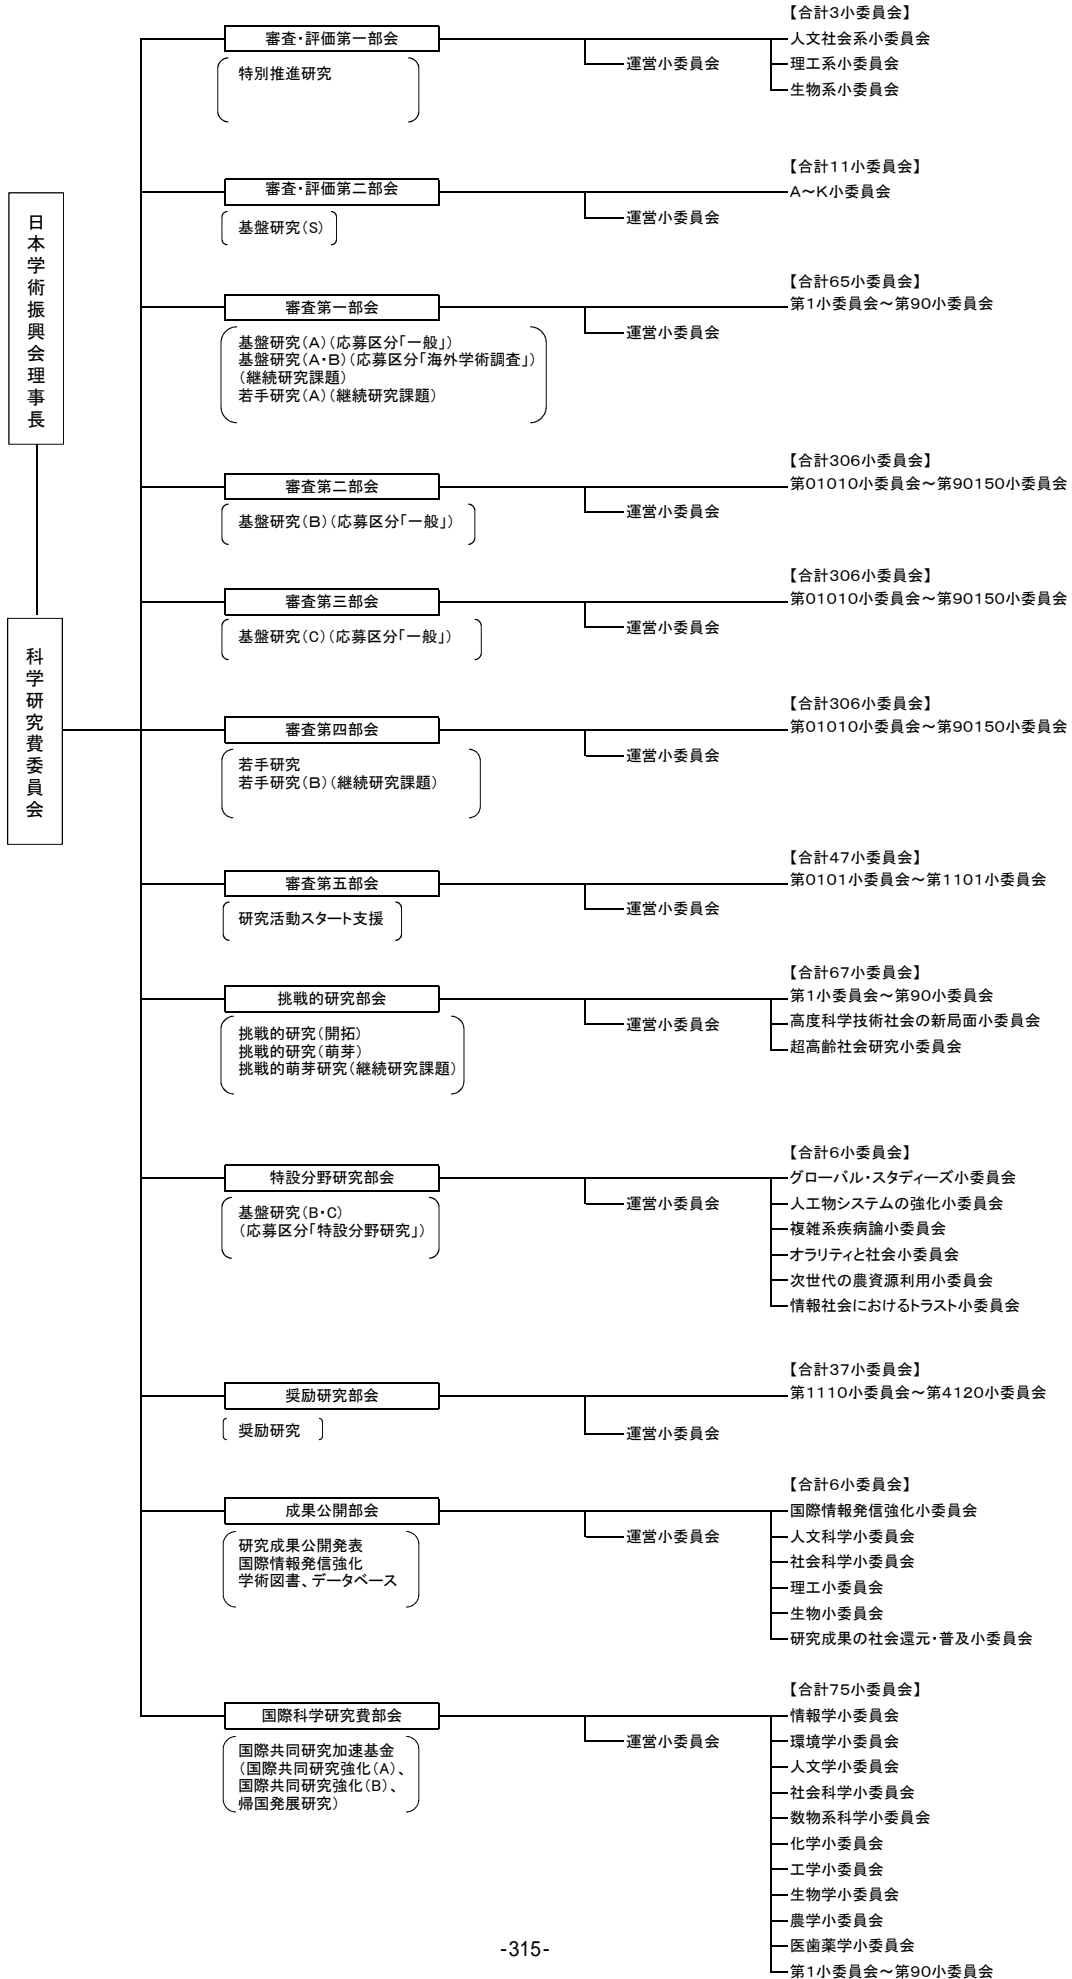 日本学術振興会理事長
科学研究費委員会
審査・評価第一部会
特別推進研究
運営小委員会
【合計3小委員会】
人文社会系小委員会
理工系小委員会
生物系小委員会
審査・評価第二部会
基盤研究(S)
運営小委員会
【合計11小委員会】
A～K小委員会
審査第一部会
基盤研究(A)(応募区分「一般」)
基盤研究(A・B)(応募区分「海外学術調査」)
(継続研究課題)
若手研究(A)(継続研究課題)
運営小委員会
【合計65小委員会】
第1小委員会～第90小委員会
審査第二部会
基盤研究(B)(応募区分「一般」)
運営小委員会
【合計306小委員会】
第01010小委員会～第90150小委員会
審査第三部会
基盤研究(C)(応募区分「一般」)
運営小委員会
【合計306小委員会】
第01010小委員会～第90150小委員会
審査第四部会
若手研究
若手研究(B)(継続研究課題)
運営小委員会
【合計306小委員会】
第01010小委員会～第90150小委員会
審査第五部会
研究活動スタート支援
運営小委員会
【合計47小委員会】
第0101小委員会～第1101小委員会
挑戦的研究部会
挑戦的研究(開拓)
挑戦的研究(萌芽)
挑戦的萌芽研究(継続研究課題)
運営小委員会
【合計67小委員会】
第1小委員会～第90小委員会
高度科学技術社会の新局面小委員会
超高齢社会研究小委員会
特設分野研究部会
基盤研究(B・C)
(応募区分「特設分野研究」)
運営小委員会
【合計6小委員会】
グローバル・スタディーズ小委員会
人工物システムの強化小委員会
複雑系疾病論小委員会
オラリティと社会小委員会
次世代の農資源利用小委員会
情報社会におけるトラスト小委員会
奨励研究部会
奨励研究
運営小委員会
【合計37小委員会】
第1110小委員会～第4120小委員会
成果公開部会
研究成果公開発表
国際情報発信強化
学術図書、データベース
運営小委員会
【合計6小委員会】
国際情報発信強化小委員会
人文科学小委員会
社会科学小委員会
理工小委員会
生物小委員会
研究成果の社会還元・普及小委員会
国際科学研究費部会
国際共同研究加速基金
(国際共同研究強化(A)、
国際共同研究強化(B)、
帰国発展研究)
運営小委員会
【合計75小委員会】
情報学小委員会
環境学小委員会
人文学小委員会
社会科学小委員会
数物系科学小委員会
化学小委員会
工学小委員会
生物学小委員会
農学小委員会
医歯薬学小委員会
第1小委員会～第90小委員会
-315-